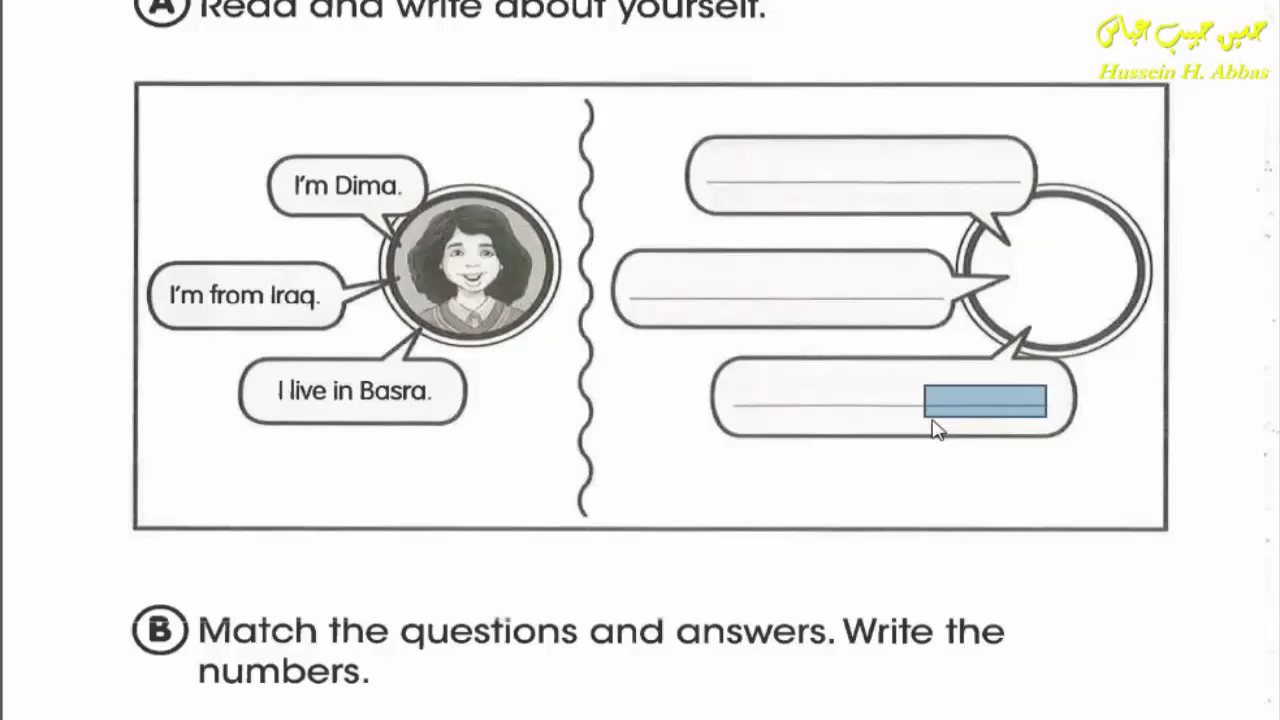 A Read and write about yourself.
حسين حبيب عباس
Hussein H. Abbas
I'm Dima.
I'm from Iraq.
I live in Basra.
B Match the questions and answers. Write the
numbers.